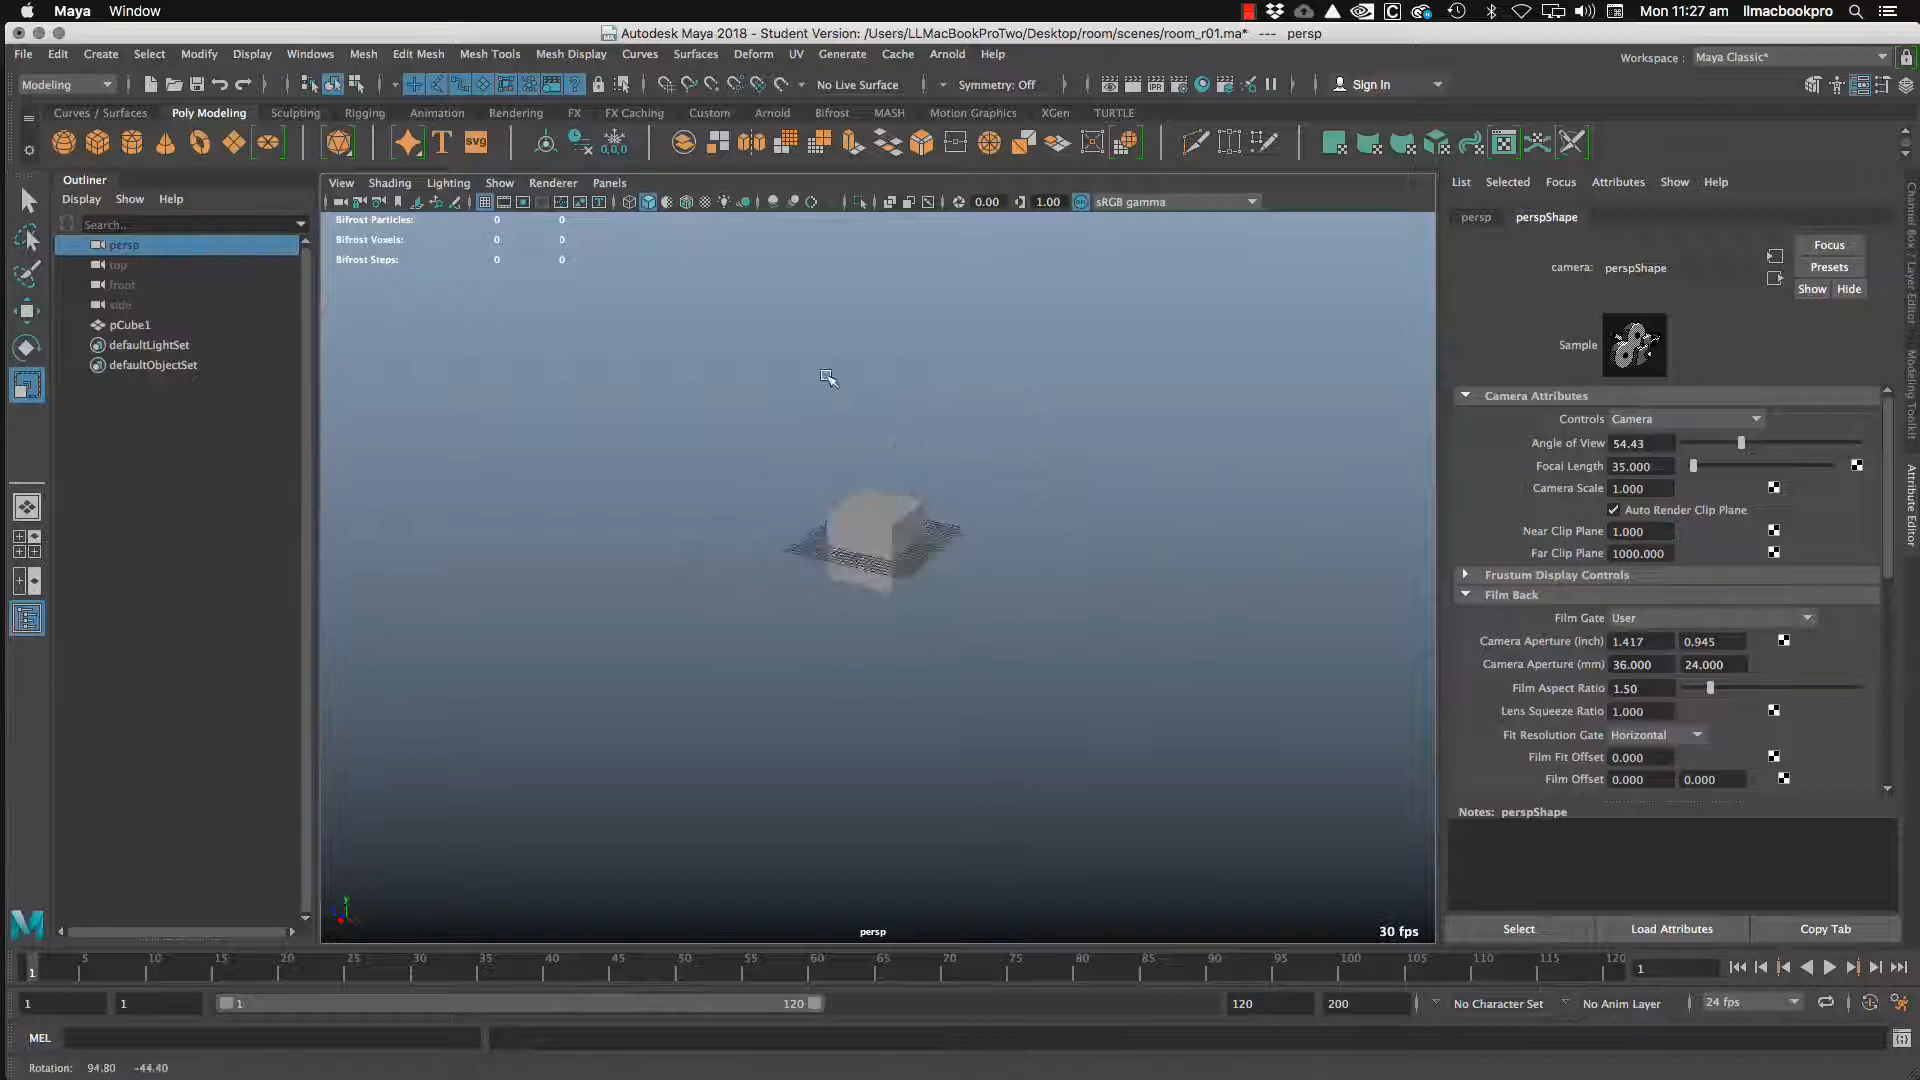 Maya Window Mon 11:27 am llmacbookpro
Autodesk Maya 2018 - Student Version: /Users/LLMacBookProTwo/Desktop/room/scenes/room_r01.ma* --- persp
File Edit Create Select Modify Display Windows Mesh Edit Mesh Mesh Tools Mesh Display Curves Surfaces Deform UV Generate Cache Arnold Help Workspace : Maya Classic*
Modeling No Live Surface Symmetry: Off Sign In
Curves / Surfaces Poly Modeling Sculpting Rigging Animation Rendering FX FX Caching Custom Arnold Bifrost MASH Motion Graphics XGen TURTLE
T svg 0,0,0
Outliner
Display Show Help
Search...
persp
top
front
side
pCube1
defaultLightSet
defaultObjectSet
View Shading Lighting Show Renderer Panels
0.00 1.00 sRGB gamma
Bifrost Particles: 0 0
Bifrost Voxels: 0 0
Bifrost Steps: 0 0
y
persp
30 fps
List Selected Focus Attributes Show Help
persp perspShape
Focus
camera: perspShape
Presets
Show Hide
Sample
Camera Attributes
Controls Camera
Angle of View 54.43
Focal Length 35.000
Camera Scale 1.000
Auto Render Clip Plane
Near Clip Plane 1.000
Far Clip Plane 1000.000
Frustum Display Controls
Film Back
Film Gate User
Camera Aperture (inch) 1.417 0.945
Camera Aperture (mm) 36.000 24.000
Film Aspect Ratio 1.50
Lens Squeeze Ratio 1.000
Fit Resolution Gate Horizontal
Film Fit Offset 0.000
Film Offset 0.000 0.000
Notes: perspShape
Select Load Attributes Copy Tab
Channel Box / Layer Editor
Modeling Toolkit
Attribute Editor
1 5 10 15 20 25 30 35 40 45 50 55 60 65 70 75 80 85 90 95 100 105 110 115 120 1
1 1 1 120 120 200 No Character Set No Anim Layer 24 fps
MEL
Rotation: 94.80 -44.40